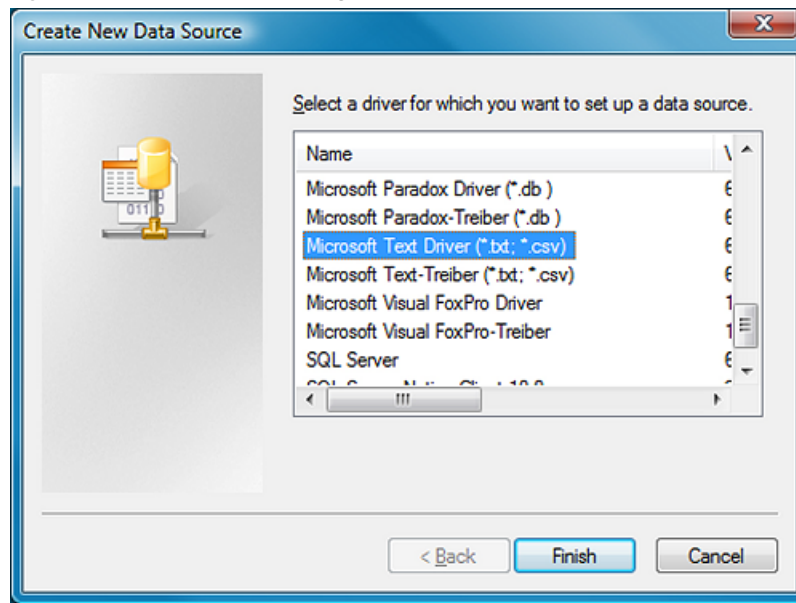 Create New Data Source
Select a driver for which you want to set up a data source.
Name
Microsoft Paradox Driver (*.db )
Microsoft Paradox-Treiber (*.db )
Microsoft Text Driver (*.txt; *.csv)
Microsoft Text-Treiber (*.txt; *.csv)
Microsoft Visual FoxPro Driver
Microsoft Visual FoxPro-Treiber
SQL Server
< Back Finish Cancel